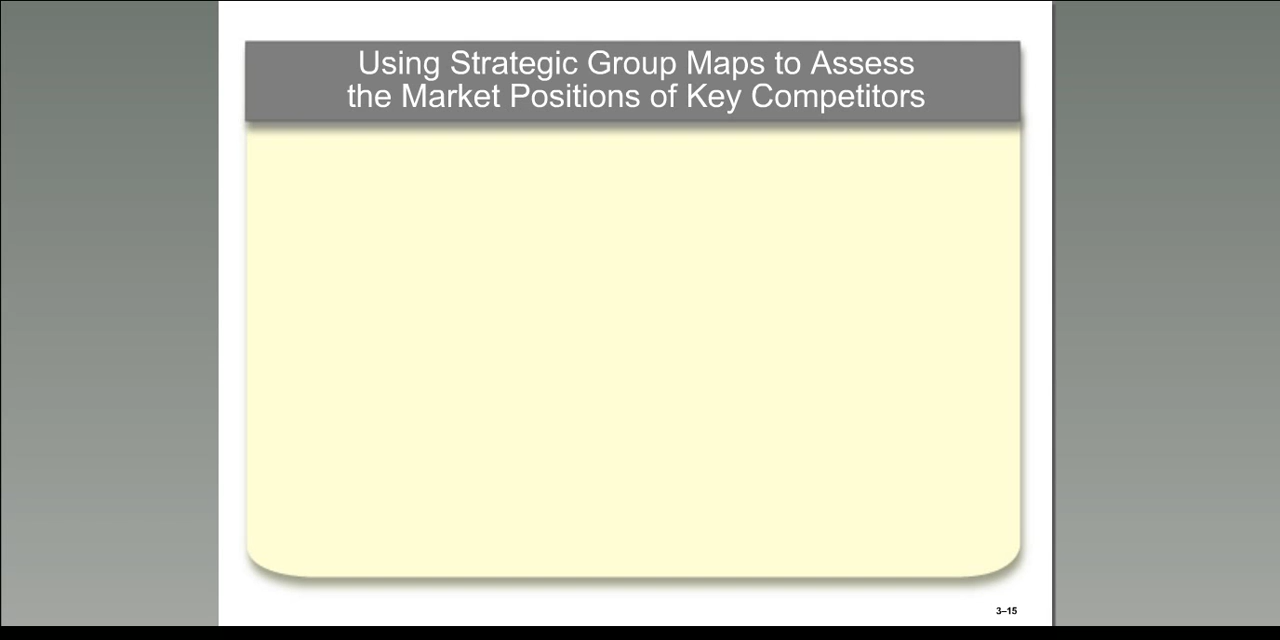 Using Strategic Group Maps to Assess
the Market Positions of Key Competitors
3–15